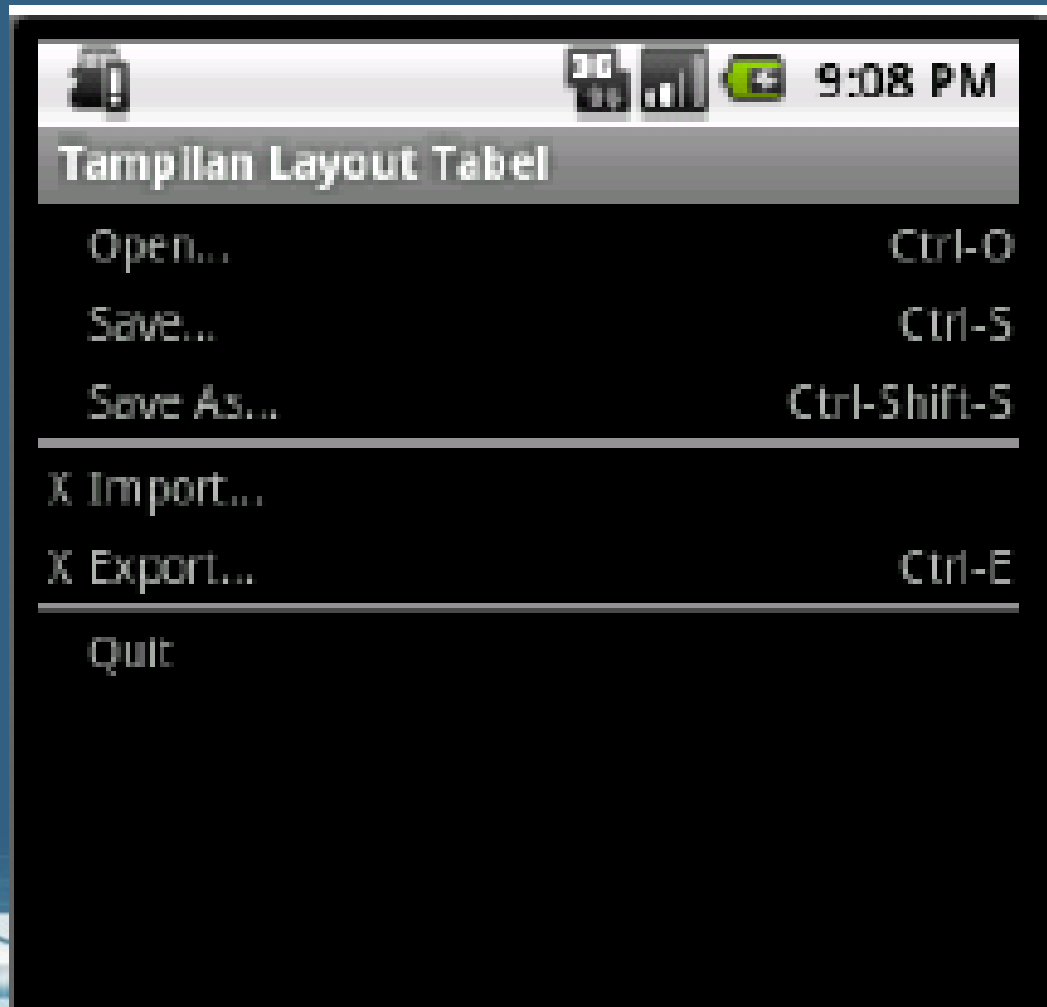 9:08 PM
Tampilan Layout Tabel
Open... Ctrl-O
Save... Ctrl-S
Save As... Ctrl-Shift-S
X Import...
X Export... Ctrl-E
Quit